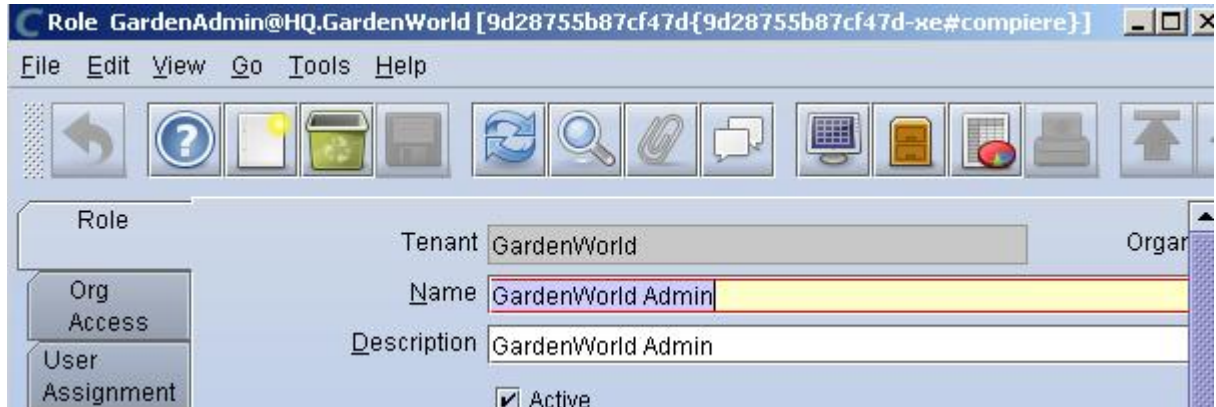 Role GardenAdmin@HQ.GardenWorld [9d28755b87cf47d{9d28755b87cf47d-xe#compiere}]
File Edit View Go Tools Help
Role
Tenant GardenWorld Organ
Org Access
Name GardenWorld Admin
Description GardenWorld Admin
User Assignment
Active